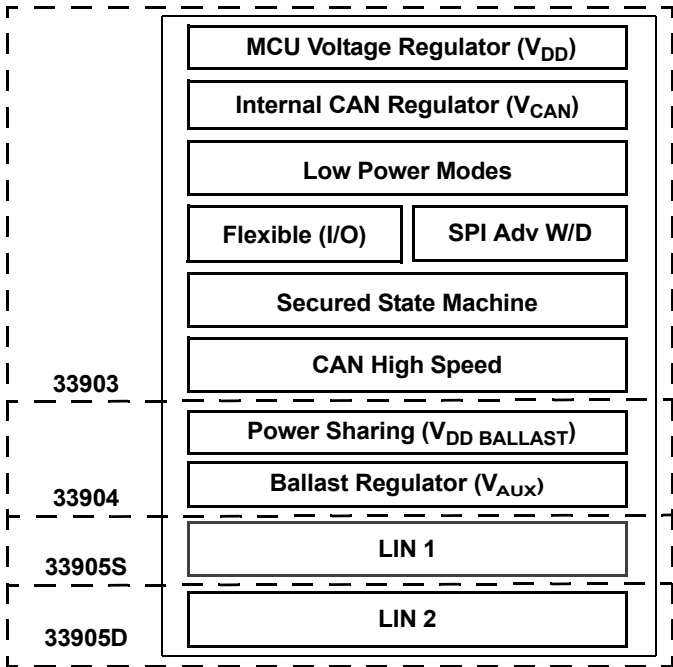 MCU Voltage Regulator (VDD)
Internal CAN Regulator (VCAN)
Low Power Modes
Flexible (I/O)
SPI Adv W/D
Secured State Machine
CAN High Speed
33903
Power Sharing (VDD BALLAST)
Ballast Regulator (VAUX)
33904
LIN 1
33905S
LIN 2
33905D